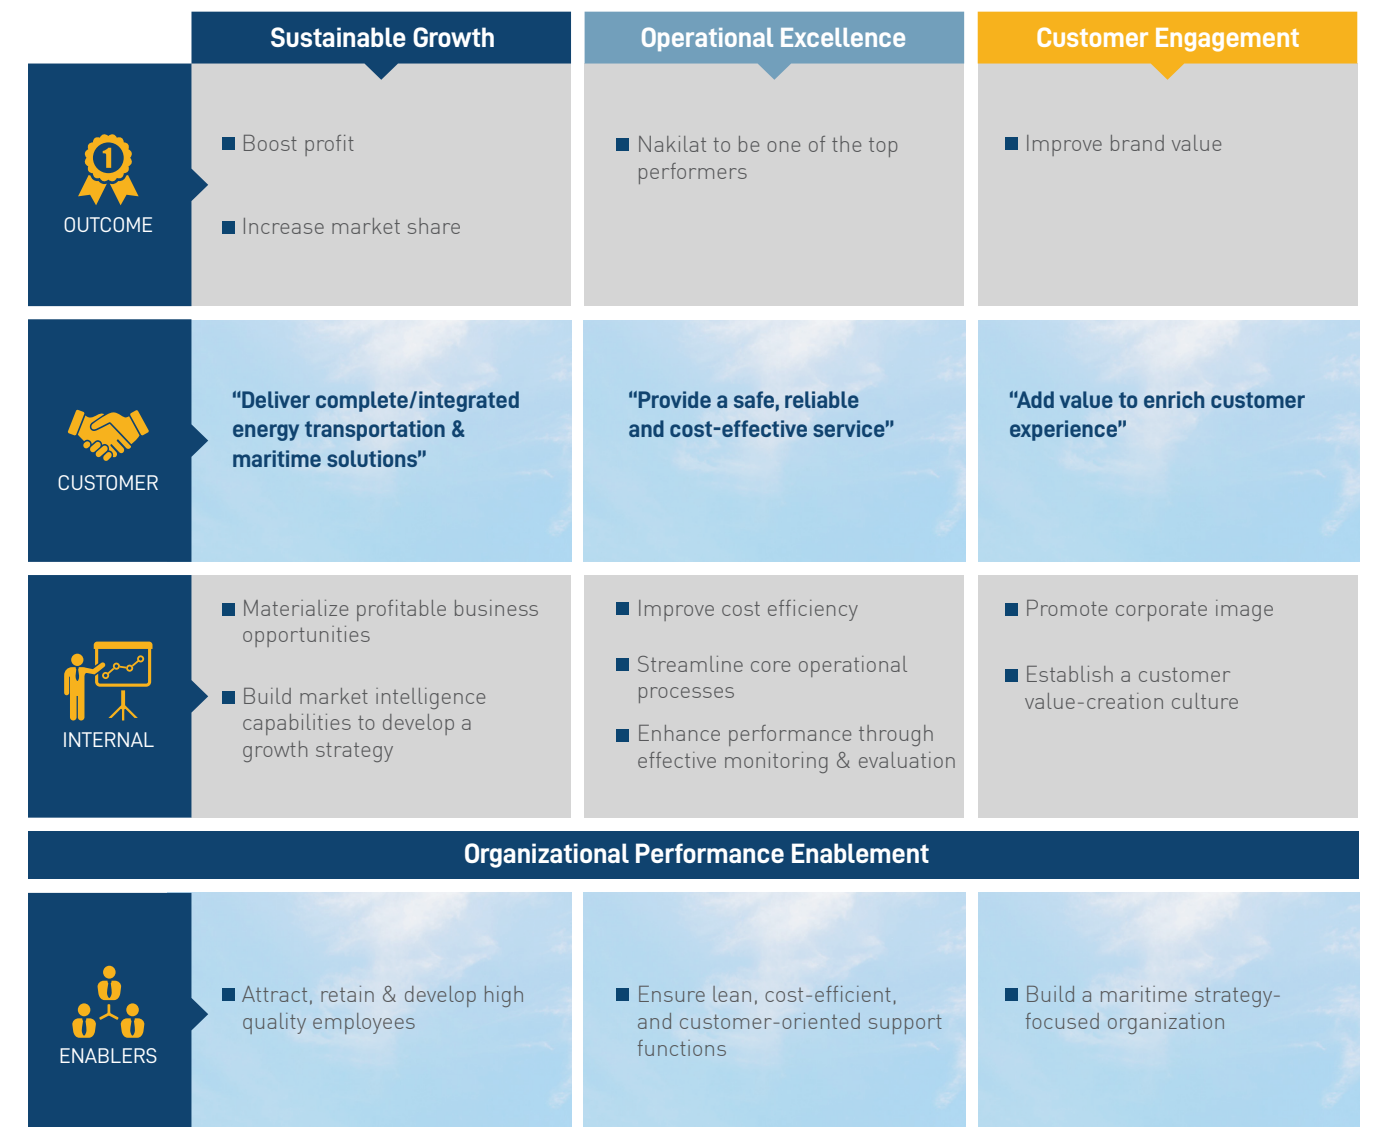 Sustainable Growth
Operational Excellence
Customer Engagement
1
OUTCOME
Boost profit
Increase market share
Nakilat to be one of the top
performers
Improve brand value
CUSTOMER
“Deliver complete/integrated
energy transportation &
maritime solutions”
“Provide a safe, reliable
and cost-effective service”
“Add value to enrich customer
experience”
INTERNAL
Materialize profitable business
opportunities
Build market intelligence
capabilities to develop a
growth strategy
Improve cost efficiency
Streamline core operational
processes
Enhance performance through
effective monitoring & evaluation
Promote corporate image
Establish a customer
value-creation culture
Organizational Performance Enablement
ENABLERS
Attract, retain & develop high
quality employees
Ensure lean, cost-efficient,
and customer-oriented support
functions
Build a maritime strategy-
focused organization